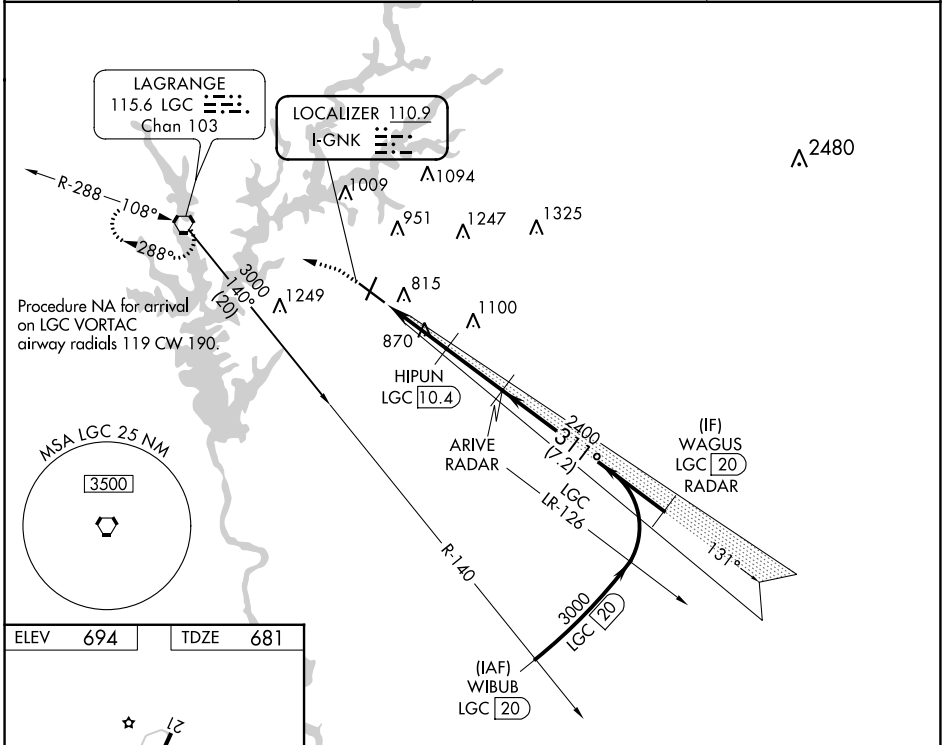 LAGRANGE
115.6 LGC
Chan 103
LOCALIZER 110.9
I-GNK
2480
1094
1009
951
1247
1325
R-288
108°
288°
3000
140°
(20)
1249
815
1100
870
Procedure NA for arrival
on LGC VORTAC
airway radials 119 CW 190.
HIPUN
LGC 10.4
ARIVE
RADAR
2400
311°
(7.2)
(IF)
WAGUS
LGC 20
RADAR
LGC
LR-126
131°
MSA LGC 25 NM
3500
R-140
3000
LGC 20
(IAF)
WIBUB
LGC 20
ELEV 694
TDZE 681
21